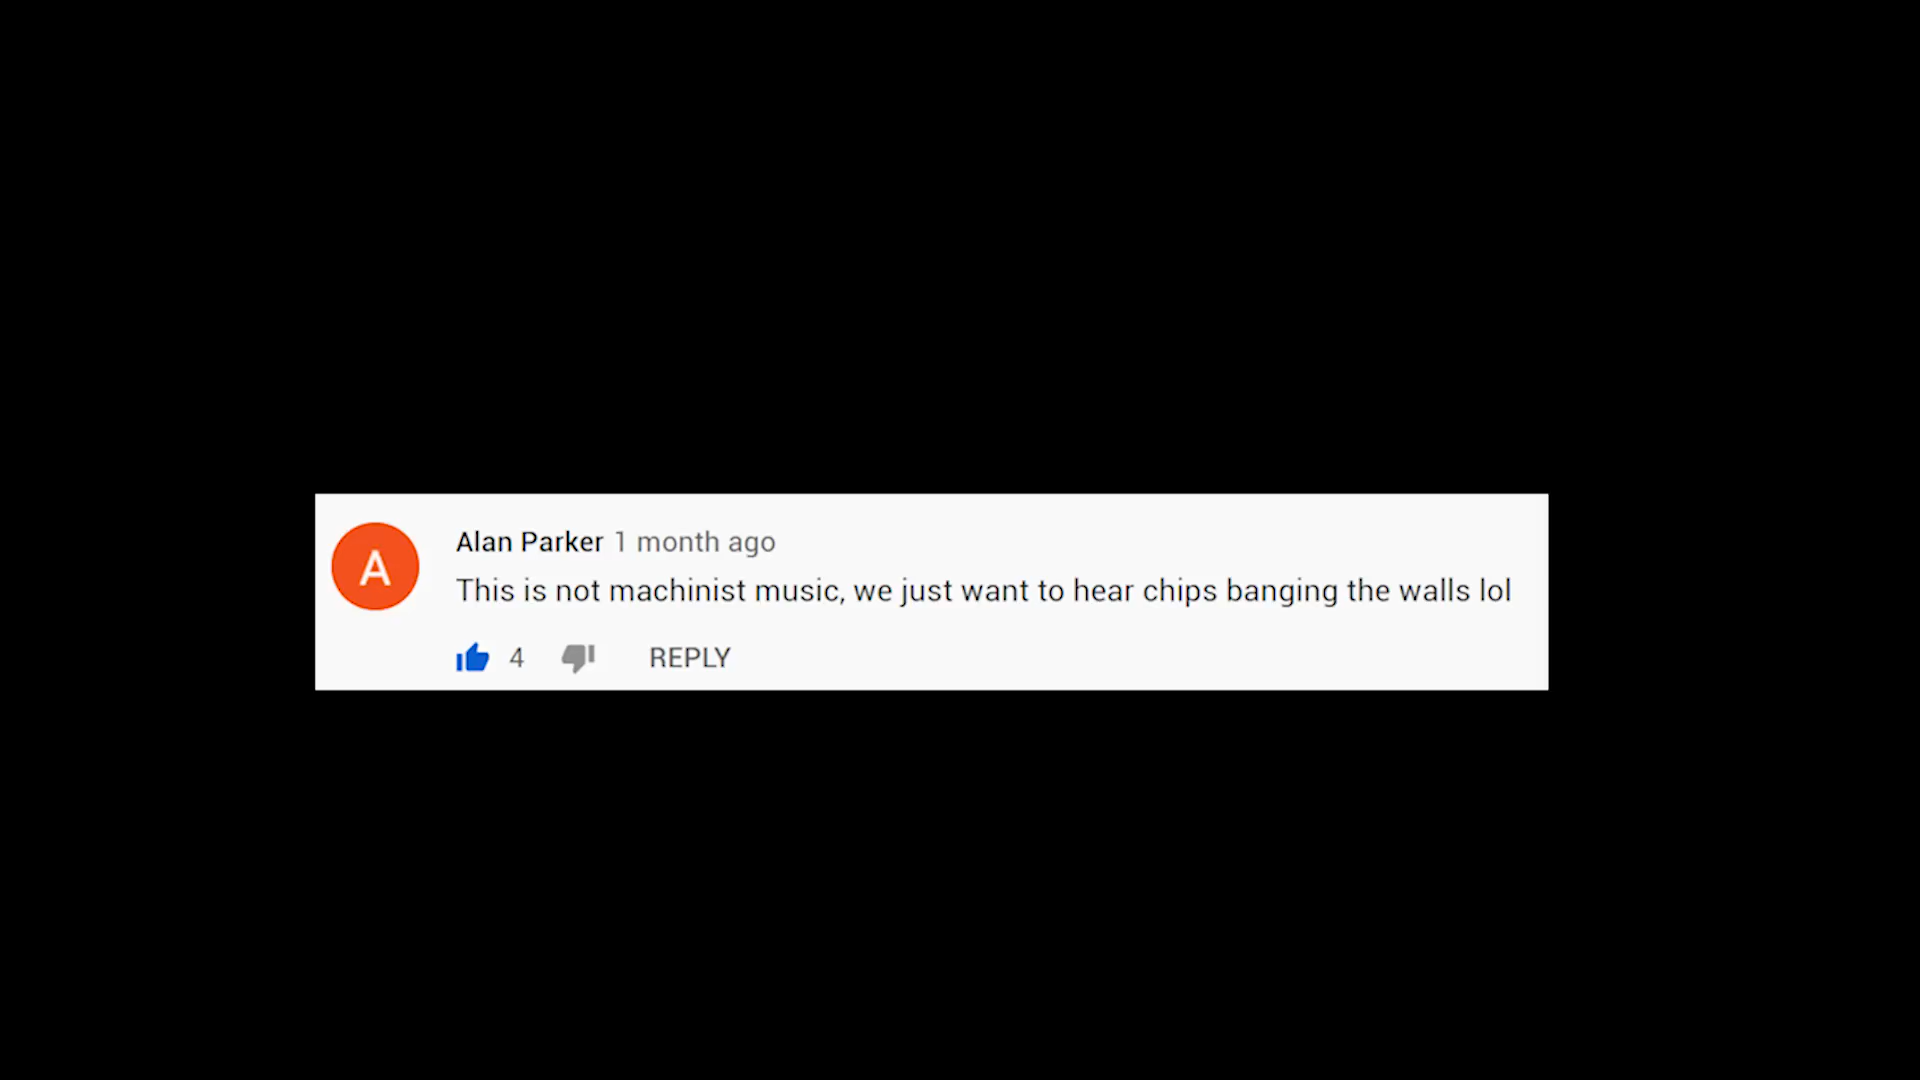 A
Alan Parker 1 month ago
This is not machinist music, we just want to hear chips banging the walls lol
4 REPLY